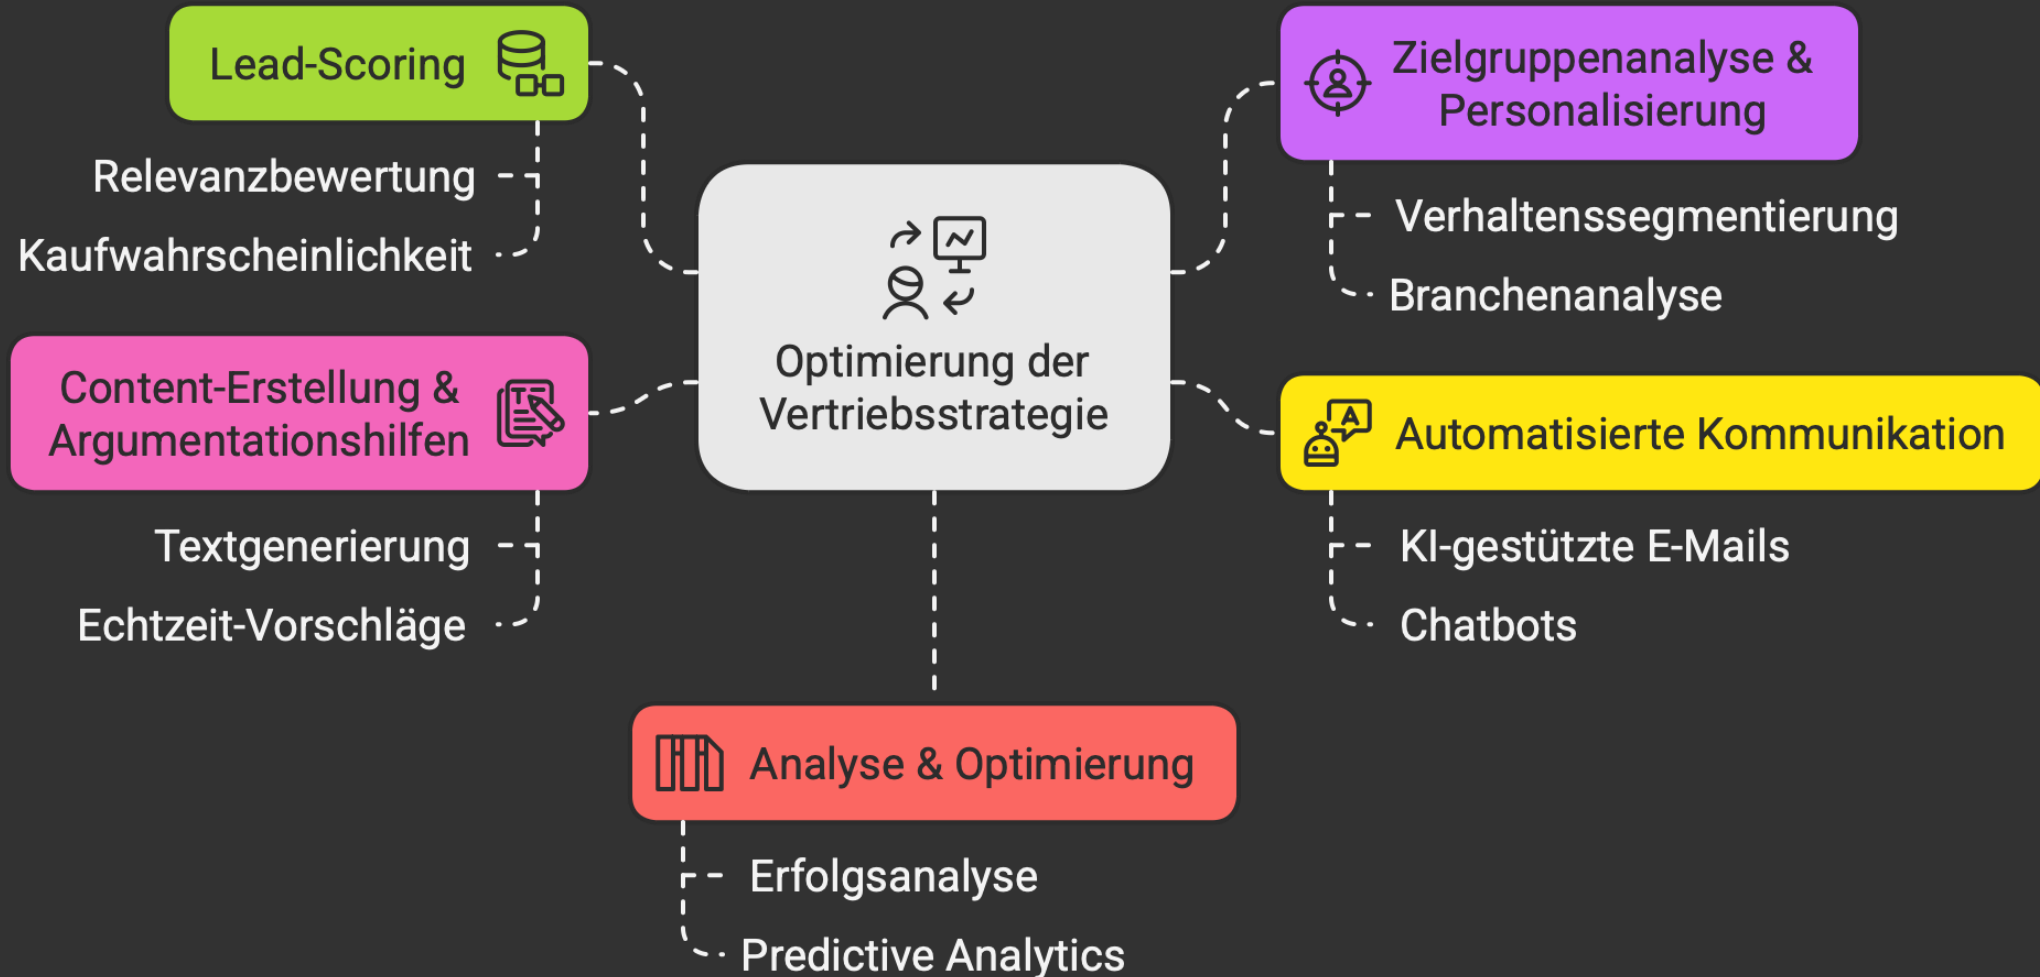 Lead-Scoring
Relevanzbewertung
Kaufwahrscheinlichkeit
Content-Erstellung &
Argumentationshilfen
Textgenerierung
Echtzeit-Vorschläge
Optimierung der
Vertriebsstrategie
Zielgruppenanalyse &
Personalisierung
Verhaltenssegmentierung
Branchenanalyse
A
Automatisierte Kommunikation
KI-gestützte E-Mails
Chatbots
Analyse & Optimierung
Erfolgsanalyse
Predictive Analytics